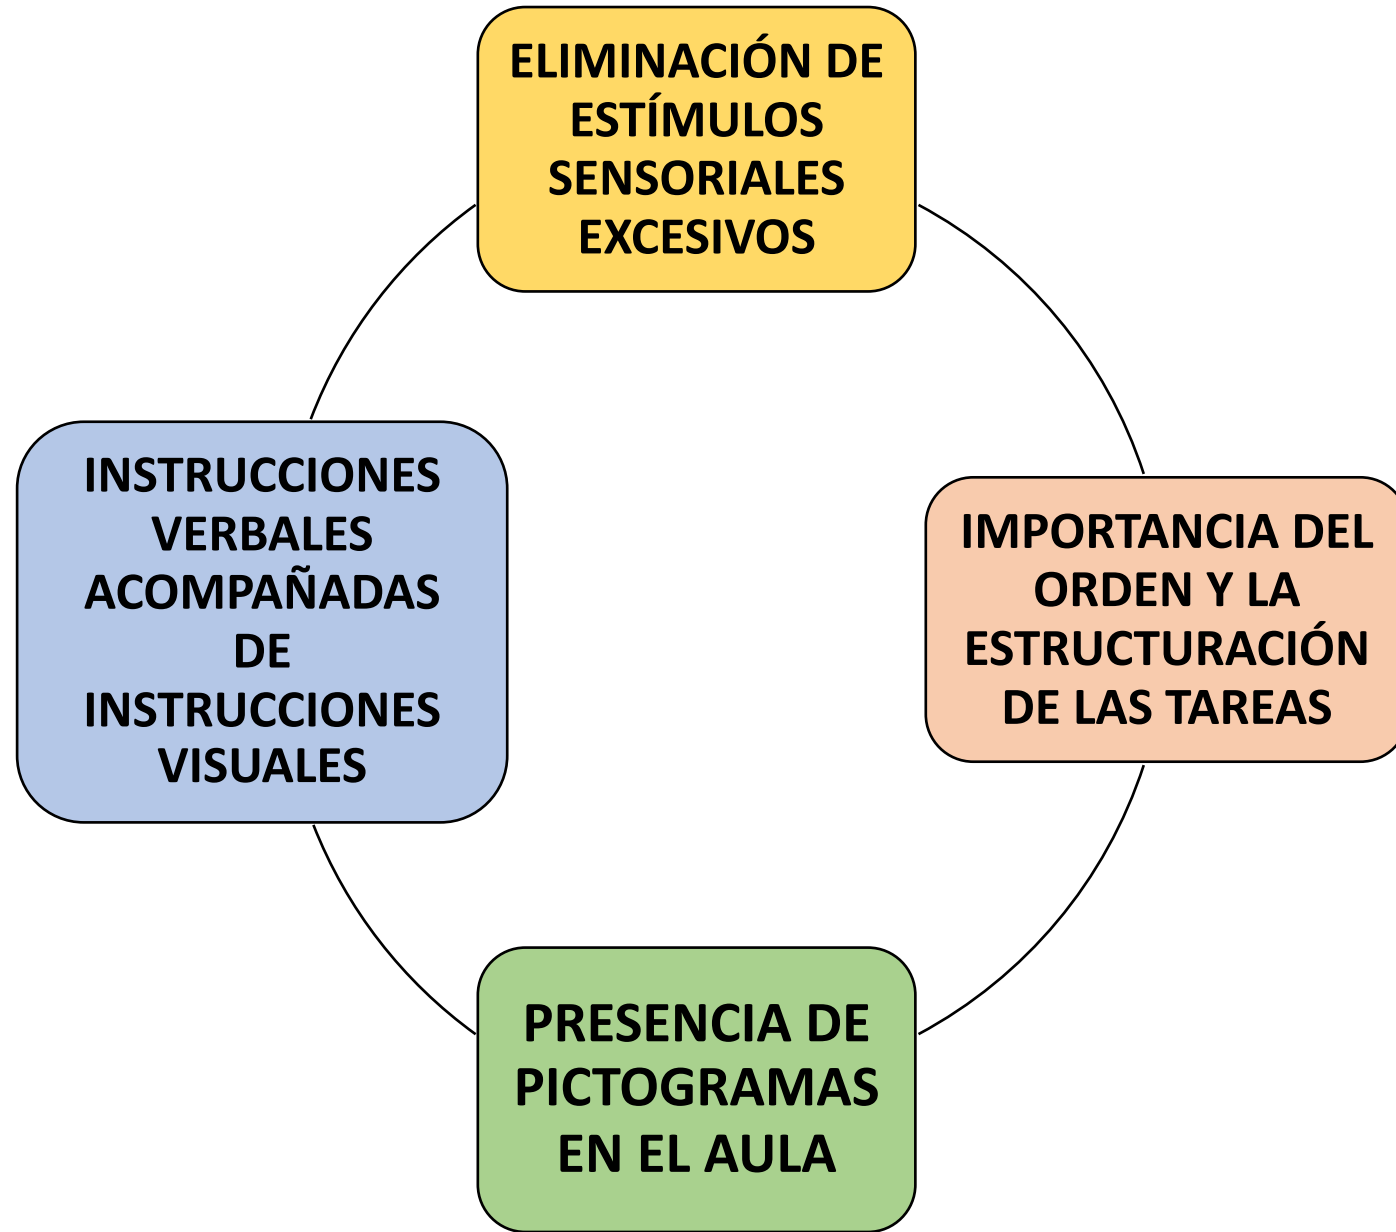 ELIMINACIÓN DE
ESTÍMULOS
SENSORIALES
EXCESIVOS
INSTRUCCIONES
VERBALES
ACOMPAÑADAS
DE
INSTRUCCIONES
VISUALES
IMPORTANCIA DEL
ORDEN Y LA
ESTRUCTURACIÓN
DE LAS TAREAS
PRESENCIA DE
PICTOGRAMAS
EN EL AULA